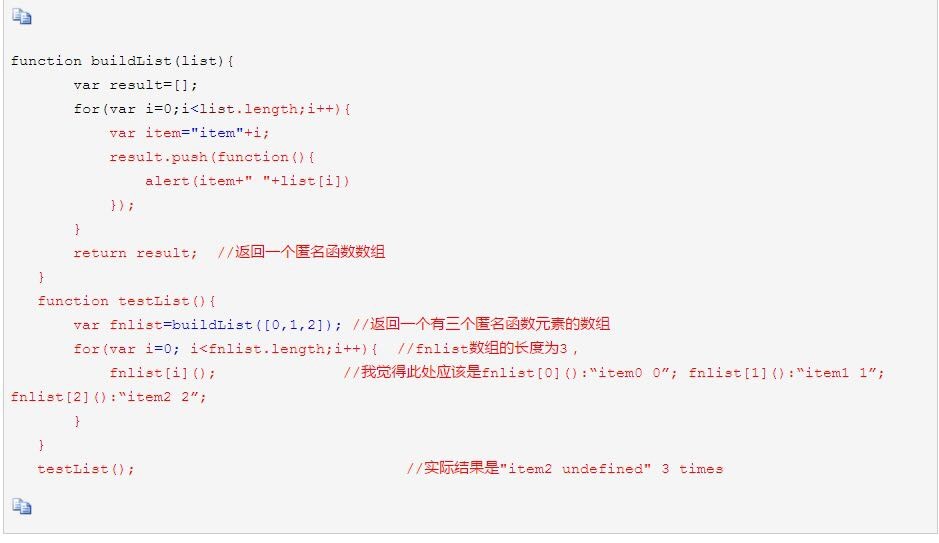 function buildList(list){
var result=[];
for(var i=0;i<list.length;i++){
var item="item"+i;
result.push(function(){
alert(item+" "+list[i])
});
}
return result;  //返回一个匿名函数数组
}
function testList(){
var fnlist=buildList([0,1,2]); //返回一个有三个匿名函数元素的数组
for(var i=0; i<fnlist.length;i++){  //fnlist数组的长度为3，
fnlist[i]();  //我觉得此处应该是fnlist[0]():“item0 0”; fnlist[1]():“item1 1”;
fnlist[2]():“item2 2”;
}
}
testList();  //实际结果是"item2 undefined" 3 times